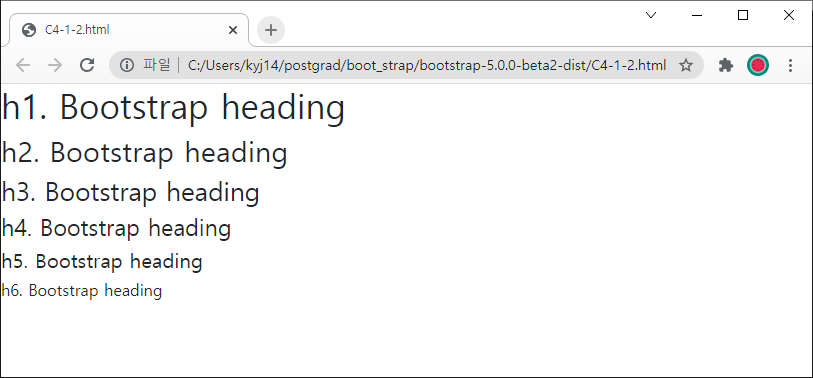 C4-1-2.html
파일 C:/Users/kyj14/postgrad/boot_strap/bootstrap-5.0.0-beta2-dist/C4-1-2.html
h1. Bootstrap heading
h2. Bootstrap heading
h3. Bootstrap heading
h4. Bootstrap heading
h5. Bootstrap heading
h6. Bootstrap heading